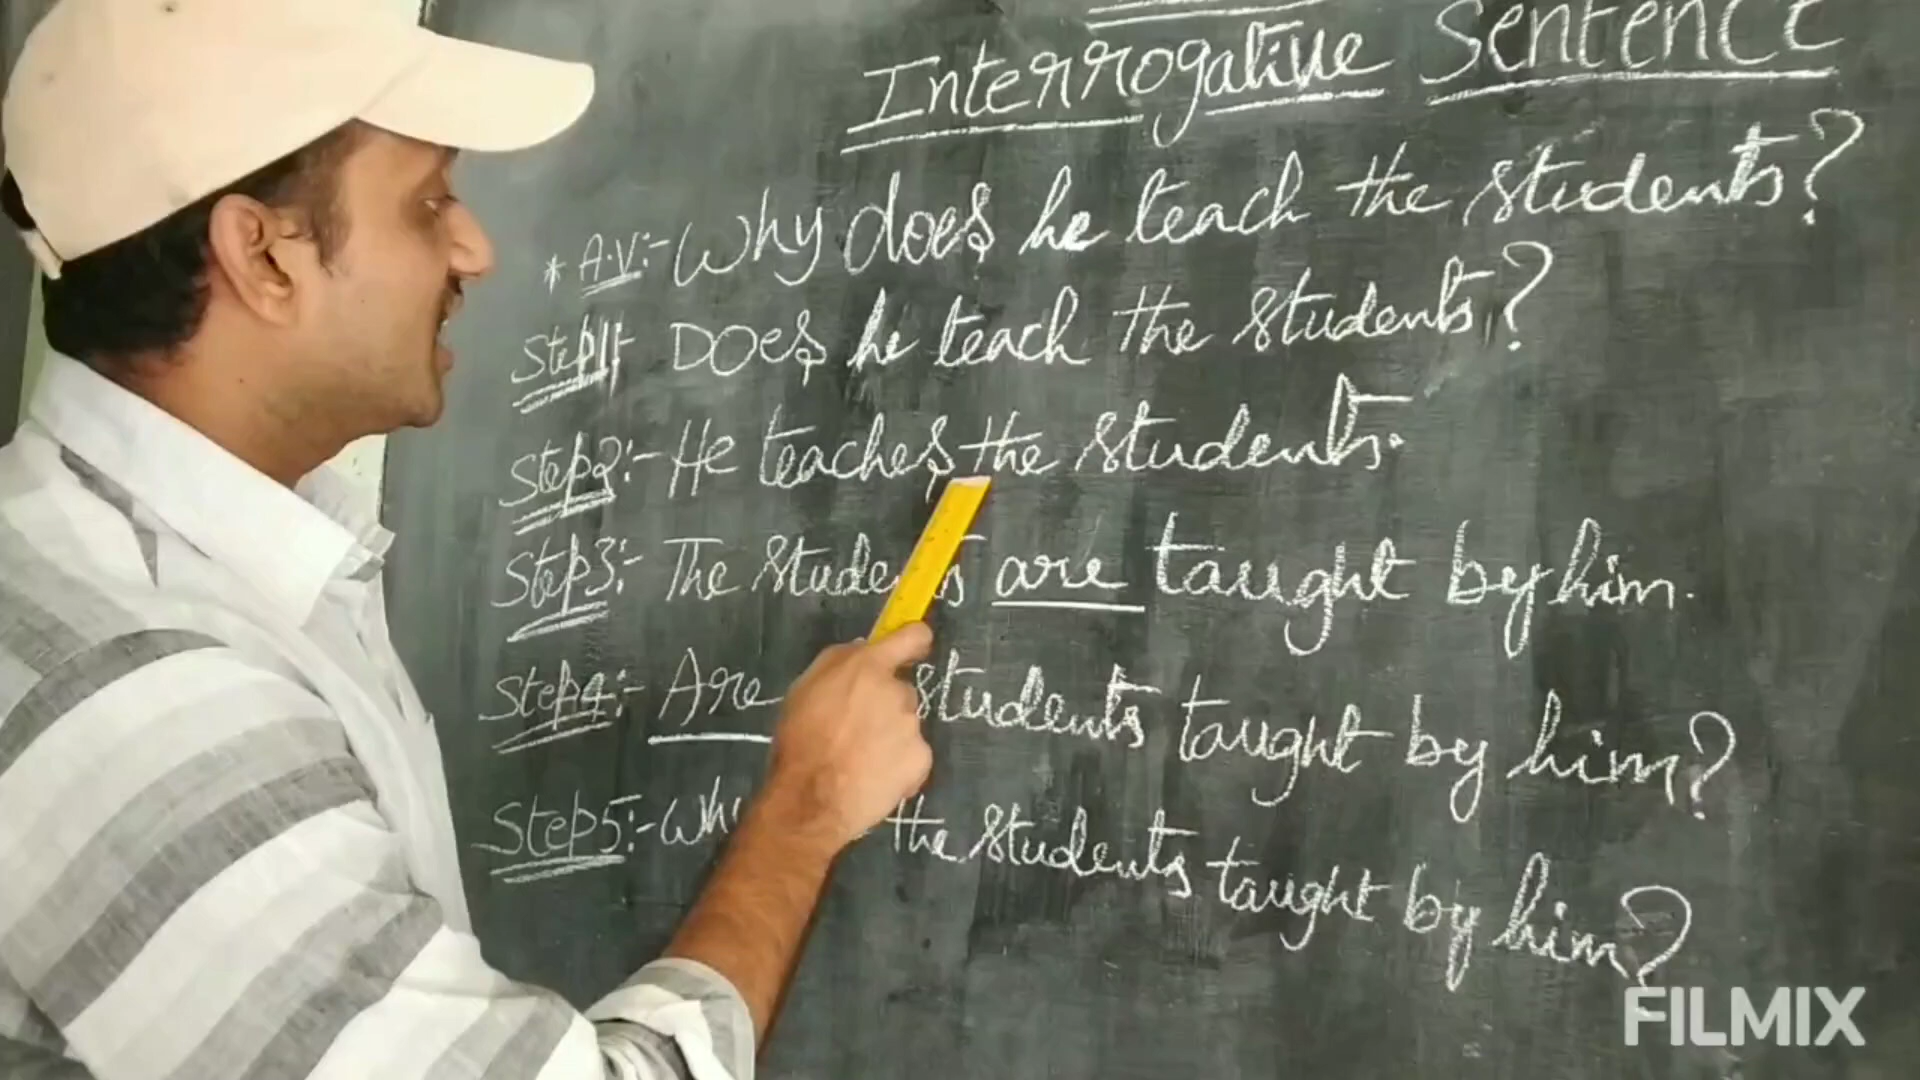 Interrogative Sentence
* A.V:- Why does he teach the students?
Step1:- Does he teach the students?
Step2:- He teaches the students.
Step3:- The students are taught by him.
Step4:- Are students taught by him?
Step5:- Why the students taught by him?
FILMIX